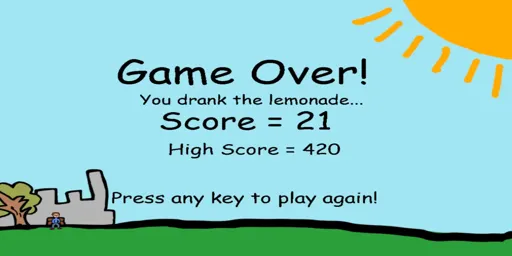 Game Over!
You drank the lemonade...
Score = 21
High Score = 420
Press any key to play again!